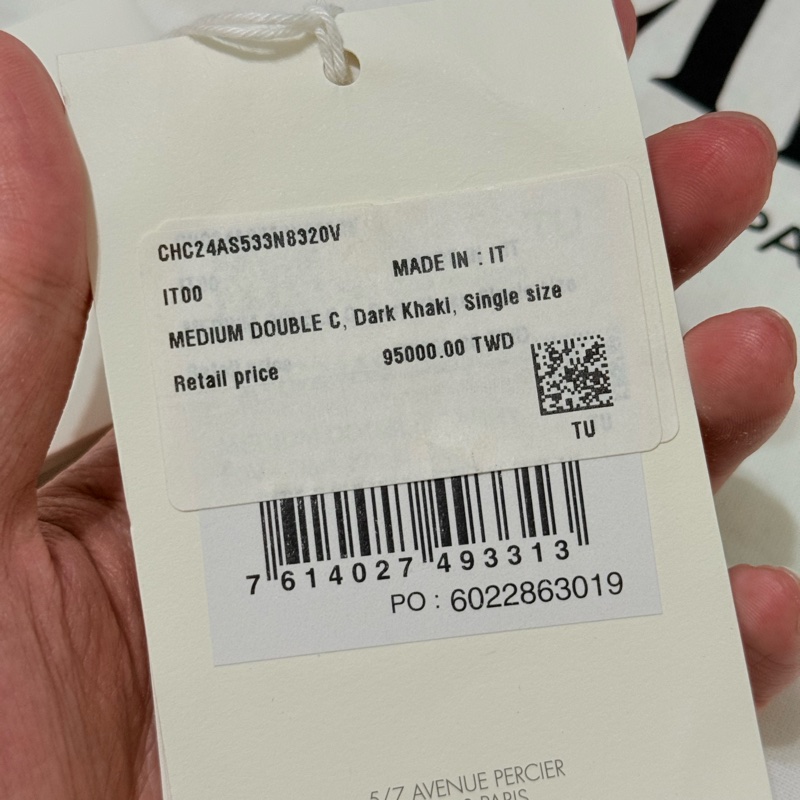 CHC24AS533N8320V
IT00
MADE IN : IT
MEDIUM DOUBLE C, Dark Khaki, Single size
Retail price
95000.00 TWD
TU
7 614027 493313
PO : 6022863019
5/7 AVENUE PERCIER
PARIS